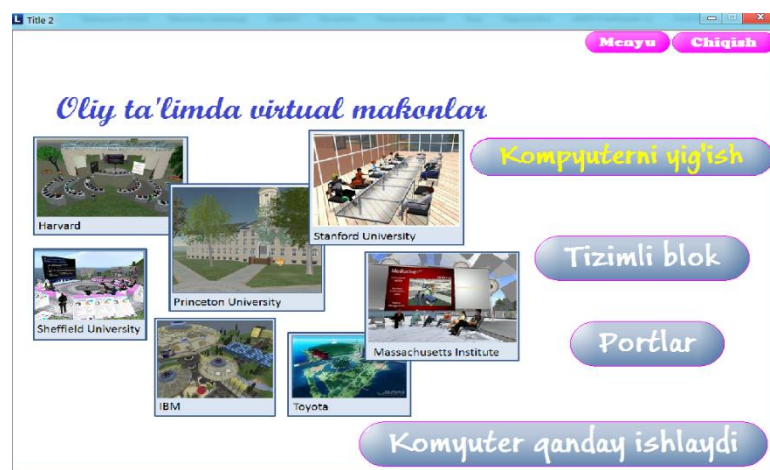 Title 2
Menyu
Chiqish
Oliy ta'limda virtual makonlar
Kompyuterni yig'ish
Harvard
Stanford University
Tizimli blok
Princeton University
Sheffield University
Massachusetts Institute
Portlar
IBM
Toyota
Komyuter qanday ishlaydi